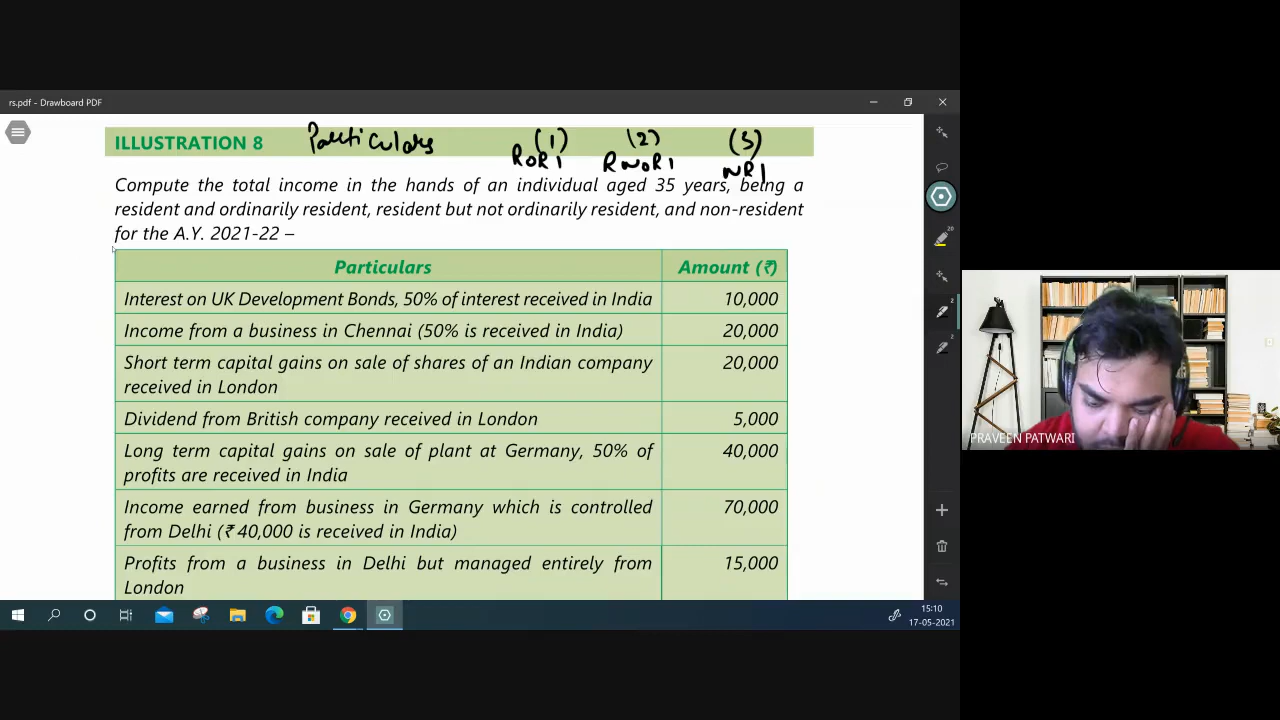 rs.pdf - Drawboard PDF
ILLUSTRATION 8 Particulars (1) (2) (3)
ROR1 RNOR1 NR1
Compute the total income in the hands of an individual aged 35 years, being a
resident and ordinarily resident, resident but not ordinarily resident, and non-resident
for the A.Y. 2021-22 –
Particulars Amount (₹)
Interest on UK Development Bonds, 50% of interest received in India 10,000
Income from a business in Chennai (50% is received in India) 20,000
Short term capital gains on sale of shares of an Indian company 20,000
received in London
Dividend from British company received in London 5,000
Long term capital gains on sale of plant at Germany, 50% of 40,000
profits are received in India
Income earned from business in Germany which is controlled 70,000
from Delhi (₹ 40,000 is received in India)
Profits from a business in Delhi but managed entirely from 15,000
London
20
2
2
PRAVEEN PATWARI
15:10
17-05-2021